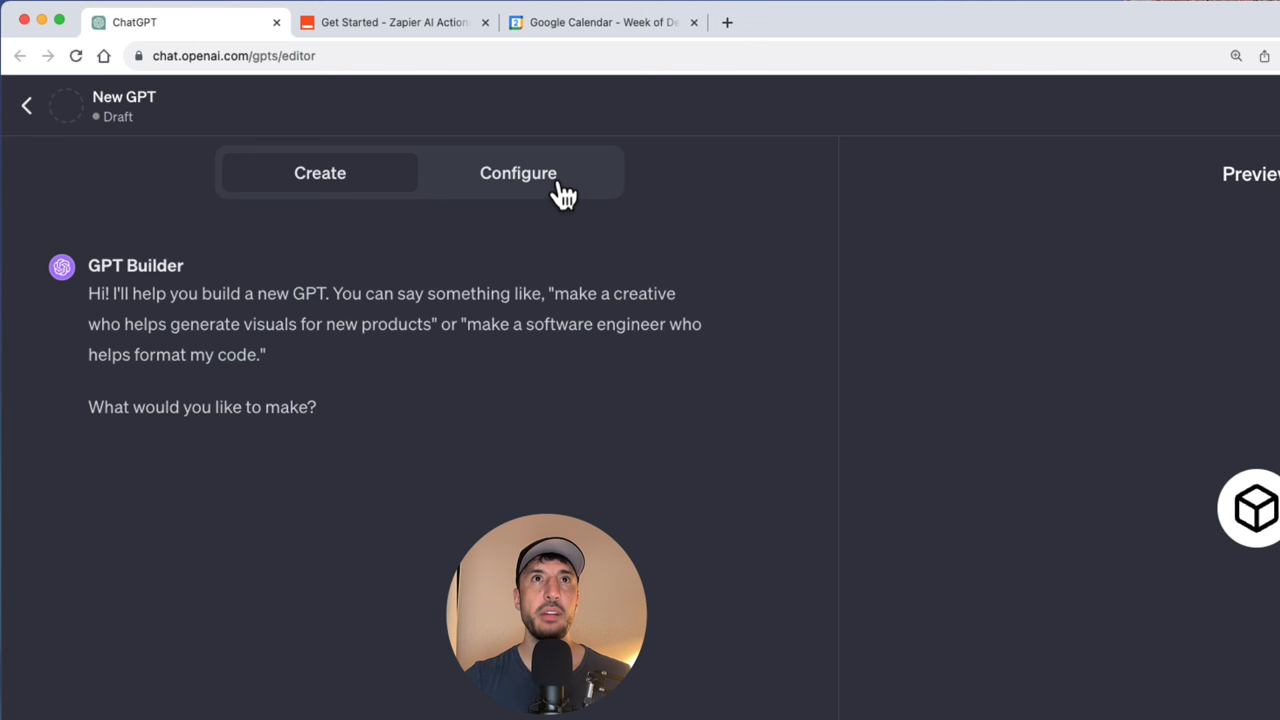 ChatGPT
Get Started - Zapier AI Action
Google Calendar - Week of De
chat.openai.com/gpts/editor
New GPT
Draft
Create
Configure
Previe
GPT Builder
Hi! I'll help you build a new GPT. You can say something like, "make a creative
who helps generate visuals for new products" or "make a software engineer who
helps format my code."
What would you like to make?